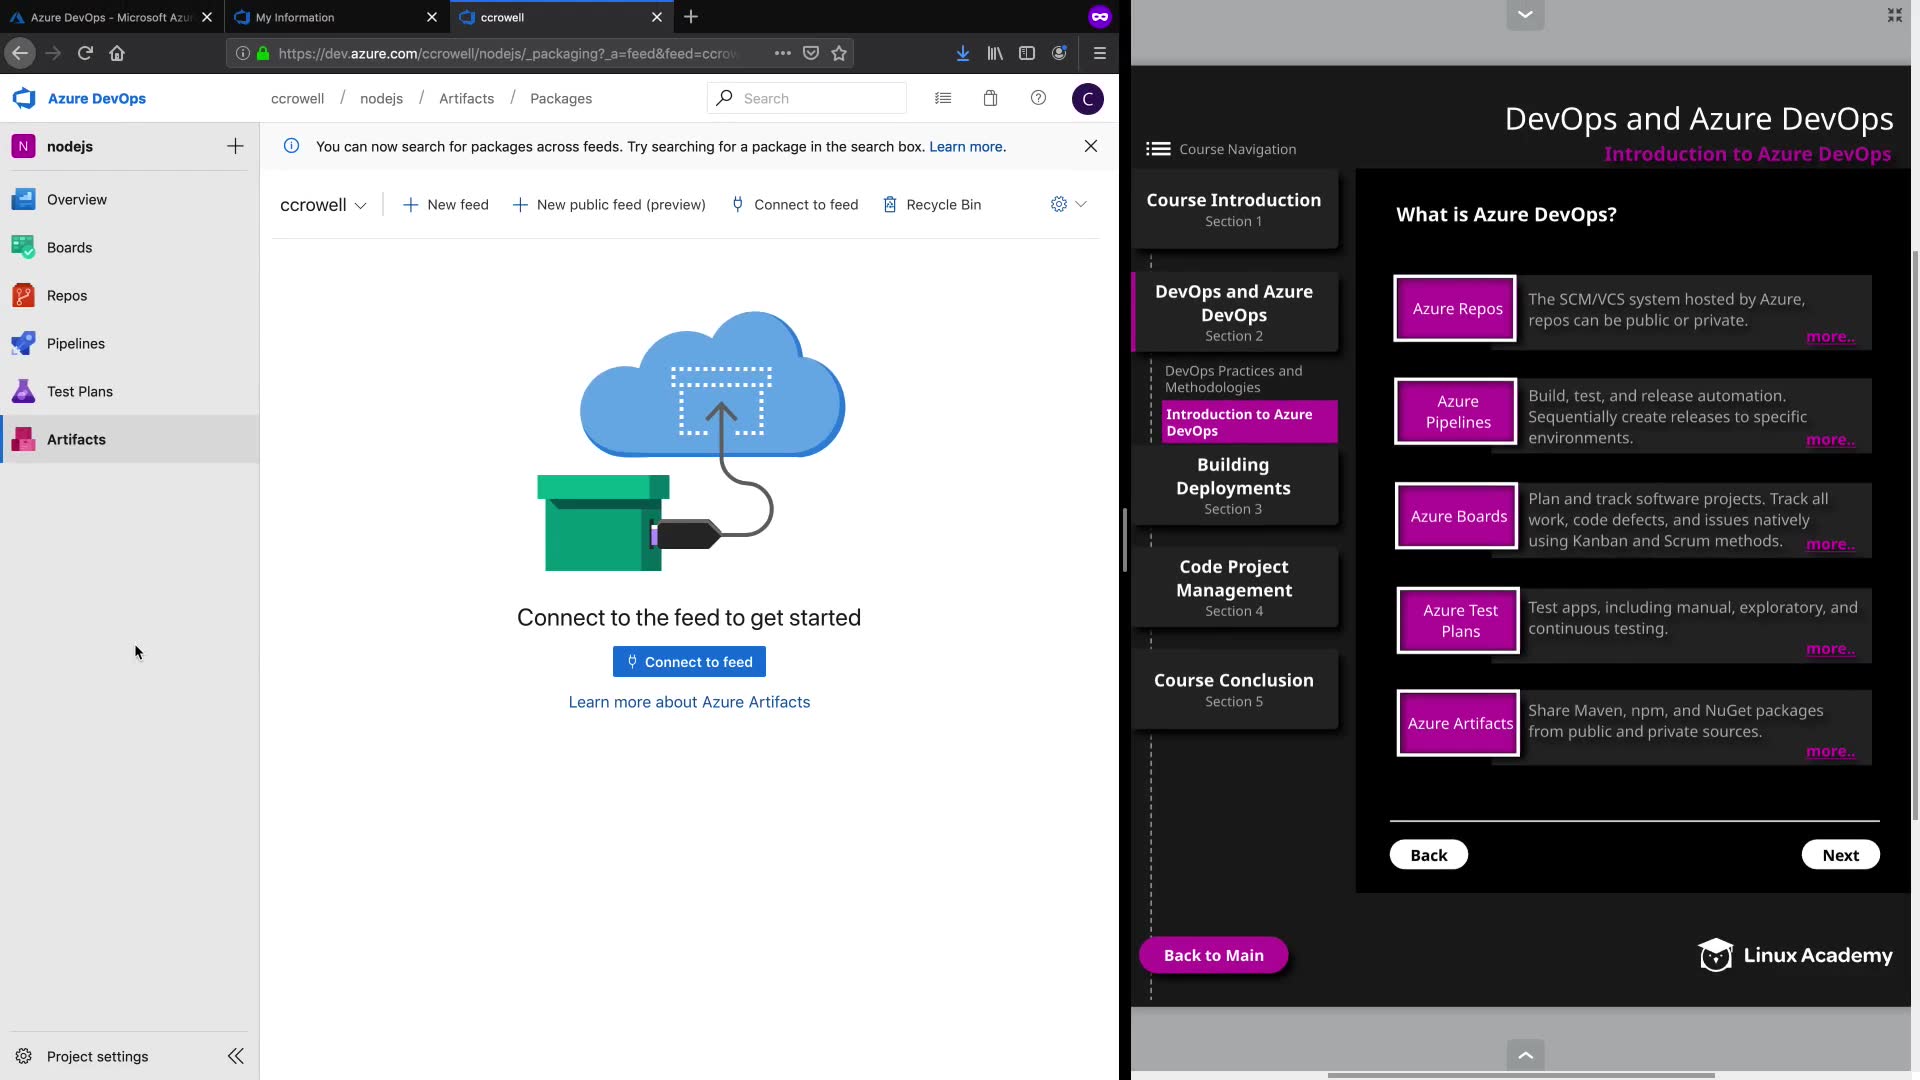 Azure DevOps - Microsoft Azu
My Information
ccrowell
https://dev.azure.com/ccrowell/nodejs/_packaging?_a=feed&feed=ccrow
Azure DevOps
ccrowell / nodejs / Artifacts / Packages
Search
C
N
nodejs
Overview
Boards
Repos
Pipelines
Test Plans
Artifacts
Project settings
You can now search for packages across feeds. Try searching for a package in the search box. Learn more.
ccrowell
New feed
New public feed (preview)
Connect to feed
Recycle Bin
Connect to the feed to get started
Connect to feed
Learn more about Azure Artifacts
DevOps and Azure DevOps
Introduction to Azure DevOps
Course Navigation
Course Introduction
Section 1
DevOps and Azure
DevOps
Section 2
DevOps Practices and
Methodologies
Introduction to Azure
DevOps
Building
Deployments
Section 3
Code Project
Management
Section 4
Course Conclusion
Section 5
Back to Main
What is Azure DevOps?
Azure Repos
The SCM/VCS system hosted by Azure,
repos can be public or private.
more..
Azure
Pipelines
Build, test, and release automation.
Sequentially create releases to specific
environments.
more..
Azure Boards
Plan and track software projects. Track all
work, code defects, and issues natively
using Kanban and Scrum methods.
more..
Azure Test
Plans
Test apps, including manual, exploratory, and
continuous testing.
more..
Azure Artifacts
Share Maven, npm, and NuGet packages
from public and private sources.
more..
Back
Next
Linux Academy